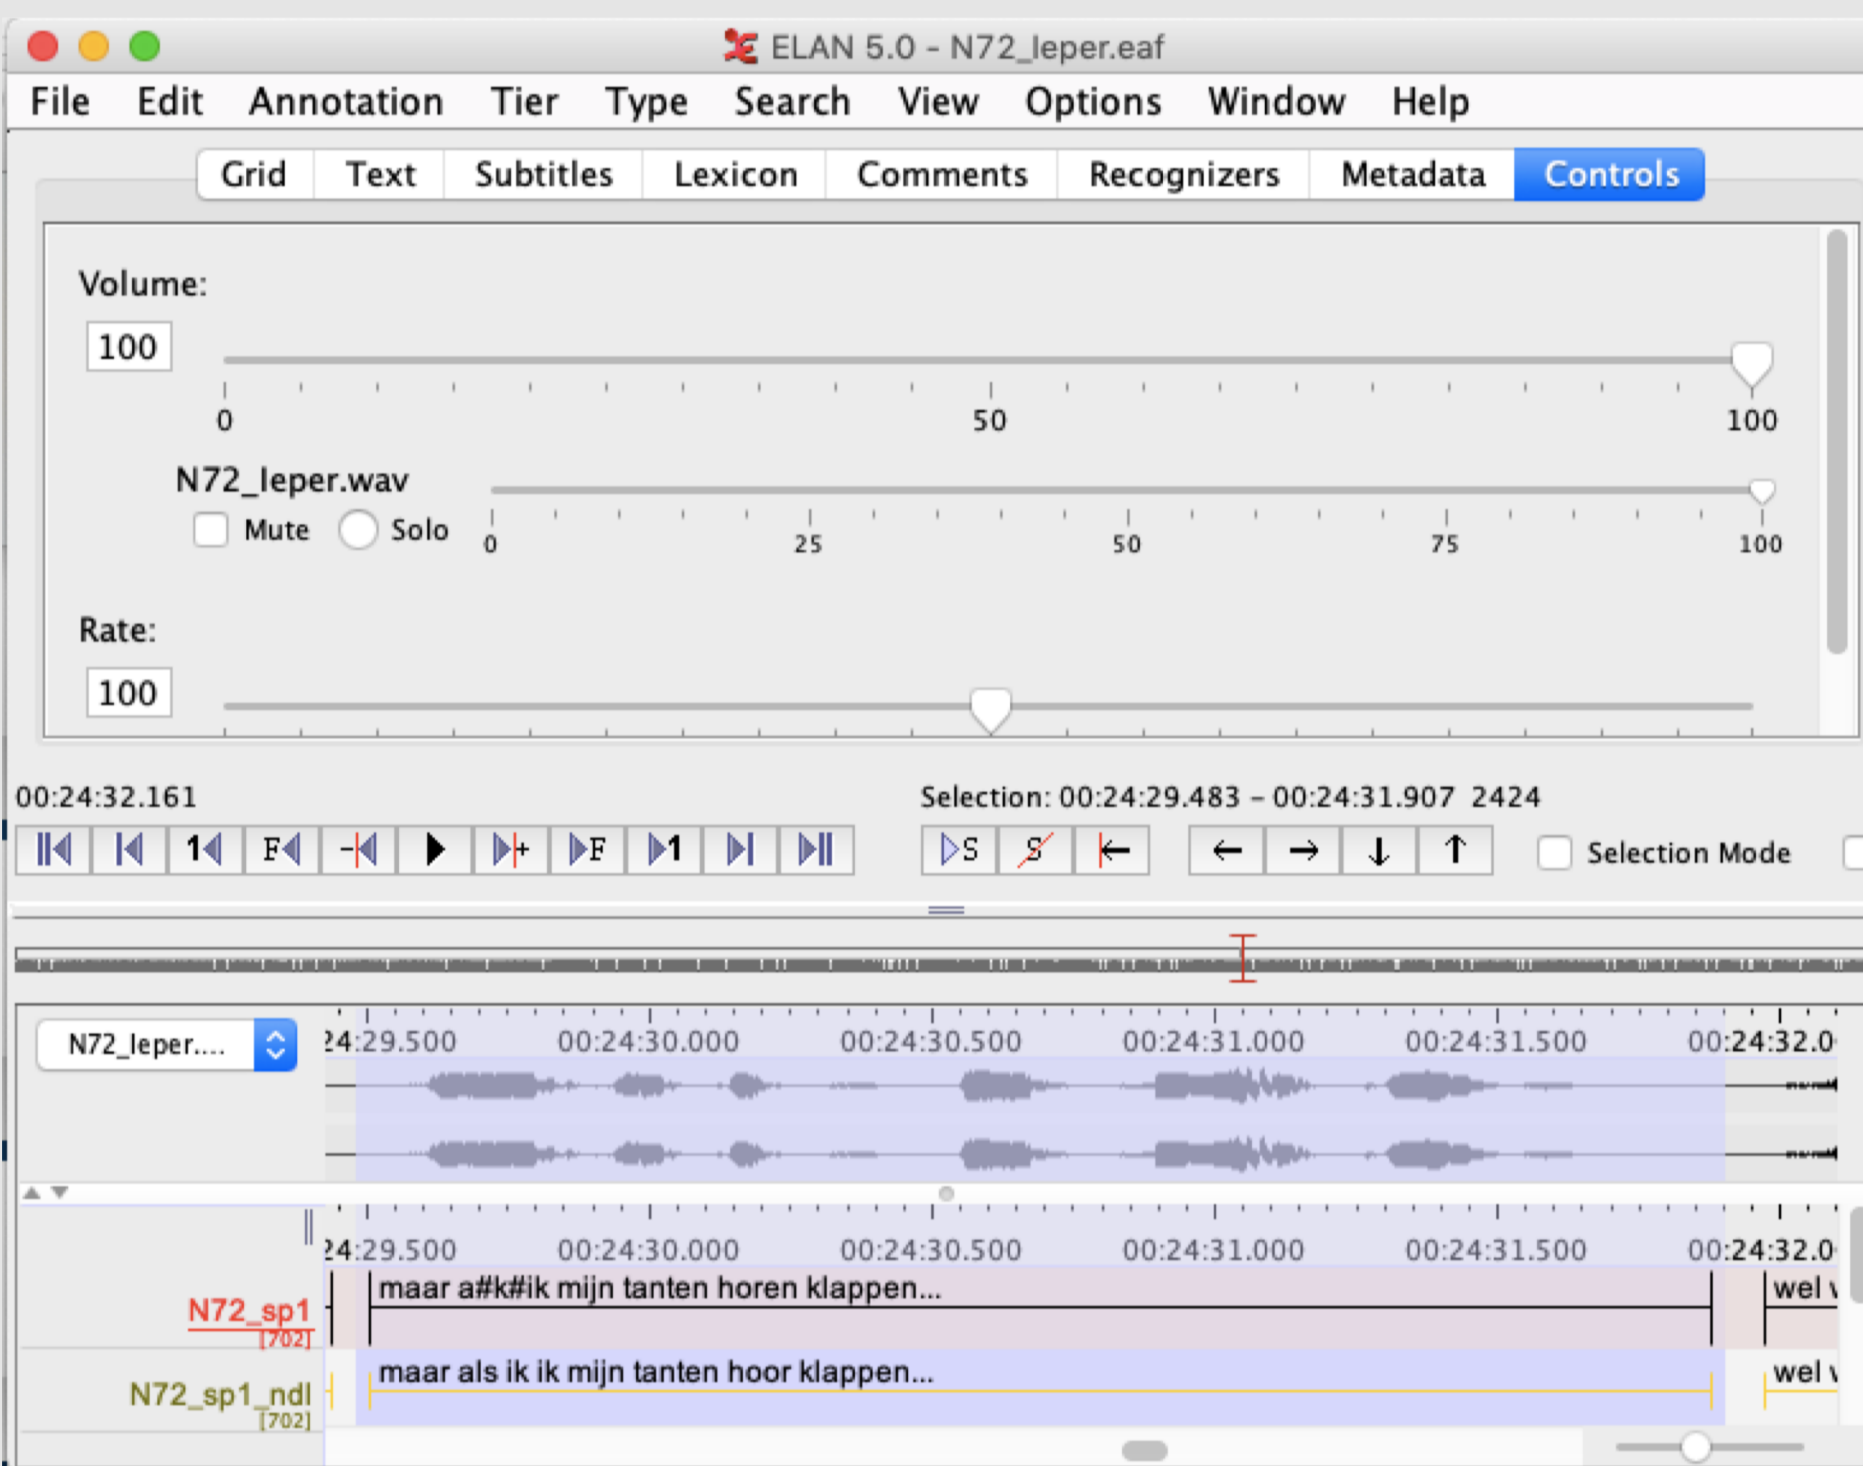 ELAN 5.0 - N72_Ieper.eaf
File Edit Annotation Tier Type Search View Options Window Help
Grid Text Subtitles Lexicon Comments Recognizers Metadata Controls
Volume:
100
0 50 100
N72_Ieper.wav
Mute Solo
0 25 50 75 100
Rate:
100
00:24:32.161 Selection: 00:24:29.483 - 00:24:31.907 2424
1 F + F 1 S S Selection Mode
N72_Ieper.... 24:29.500 00:24:30.000 00:24:30.500 00:24:31.000 00:24:31.500 00:24:32.0
24:29.500 00:24:30.000 00:24:30.500 00:24:31.000 00:24:31.500 00:24:32.0
maar a#k#ik mijn tanten horen klappen... wel
N72_sp1
[702]
maar als ik ik mijn tanten hoor klappen... wel
N72_sp1_ndl
[702]